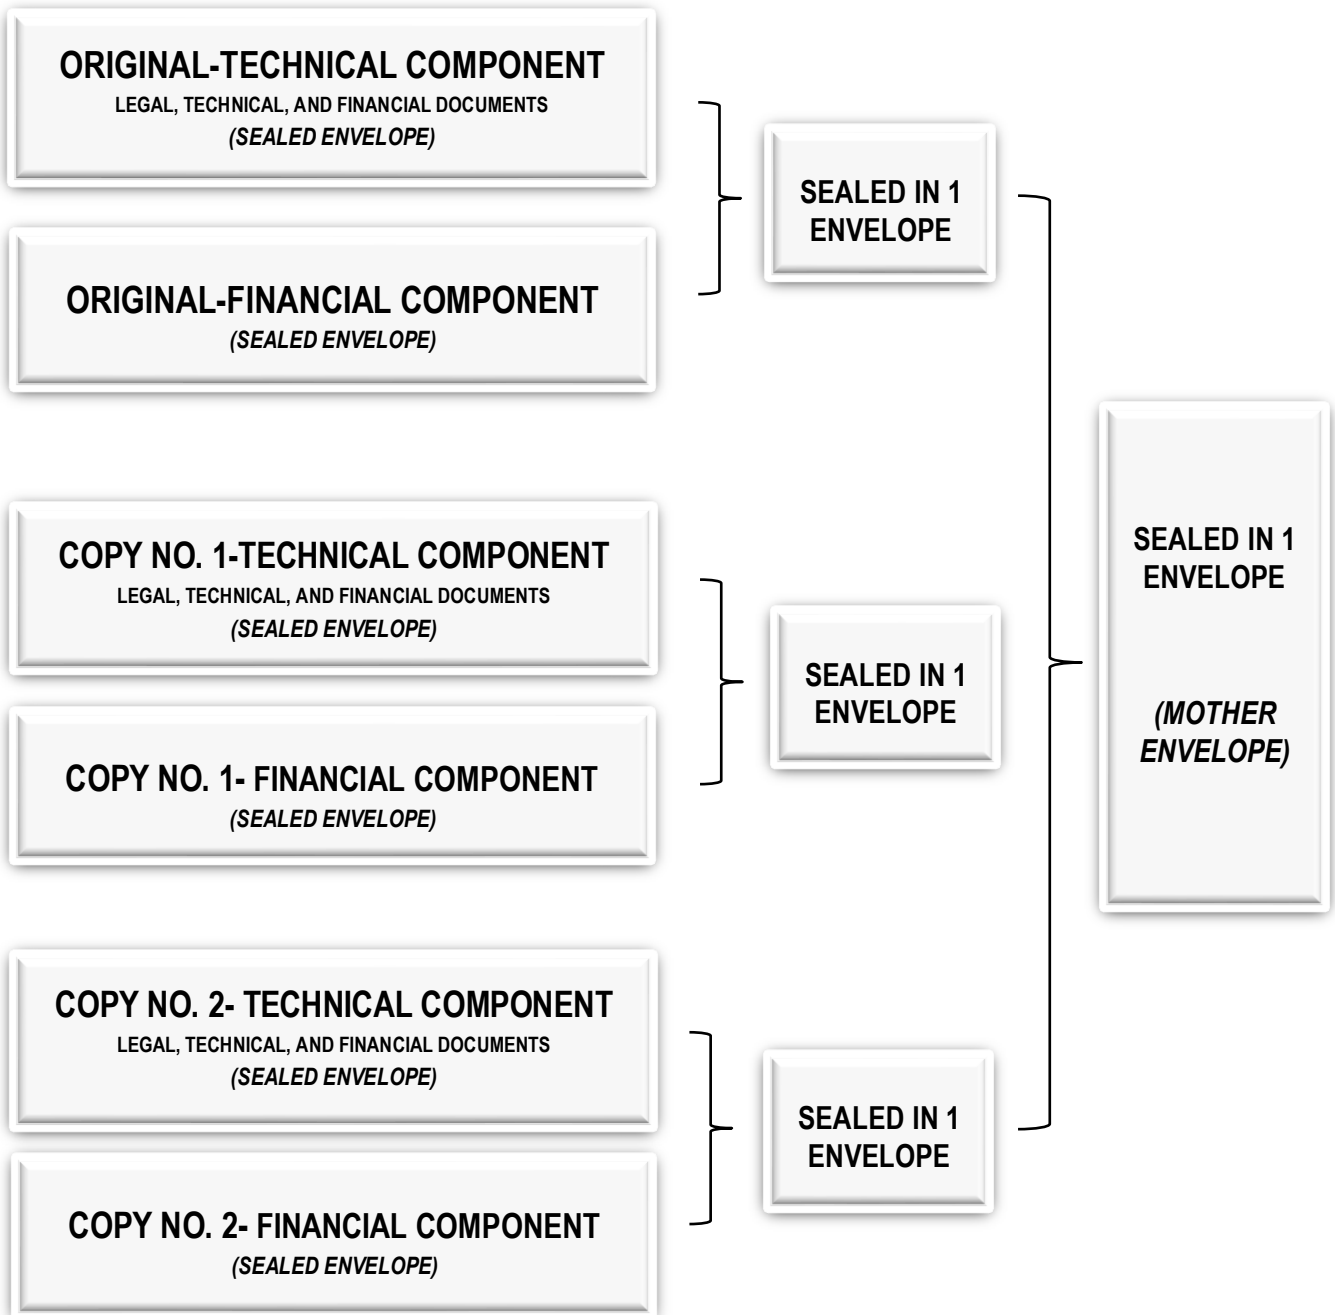 ORIGINAL-TECHNICAL COMPONENT
LEGAL, TECHNICAL, AND FINANCIAL DOCUMENTS
(SEALED ENVELOPE)
ORIGINAL-FINANCIAL COMPONENT
(SEALED ENVELOPE)
SEALED IN 1
ENVELOPE
COPY NO. 1-TECHNICAL COMPONENT
LEGAL, TECHNICAL, AND FINANCIAL DOCUMENTS
(SEALED ENVELOPE)
COPY NO. 1- FINANCIAL COMPONENT
(SEALED ENVELOPE)
SEALED IN 1
ENVELOPE
COPY NO. 2- TECHNICAL COMPONENT
LEGAL, TECHNICAL, AND FINANCIAL DOCUMENTS
(SEALED ENVELOPE)
COPY NO. 2- FINANCIAL COMPONENT
(SEALED ENVELOPE)
SEALED IN 1
ENVELOPE
SEALED IN 1
ENVELOPE
(MOTHER
ENVELOPE)